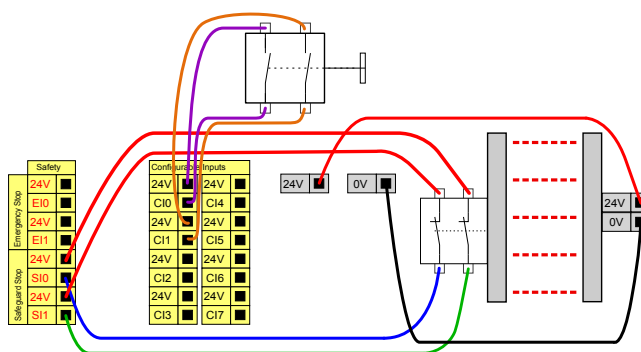 Safety
Emergency Stop
24V
EI0
24V
EI1
Safeguard Stop
24V
SI0
24V
SI1
Configurable Inputs
24V 24V
CI0 CI4
24V 24V
CI1 CI5
24V 24V
CI2 CI6
24V 24V
CI3 CI7
24V
0V
24V
0V